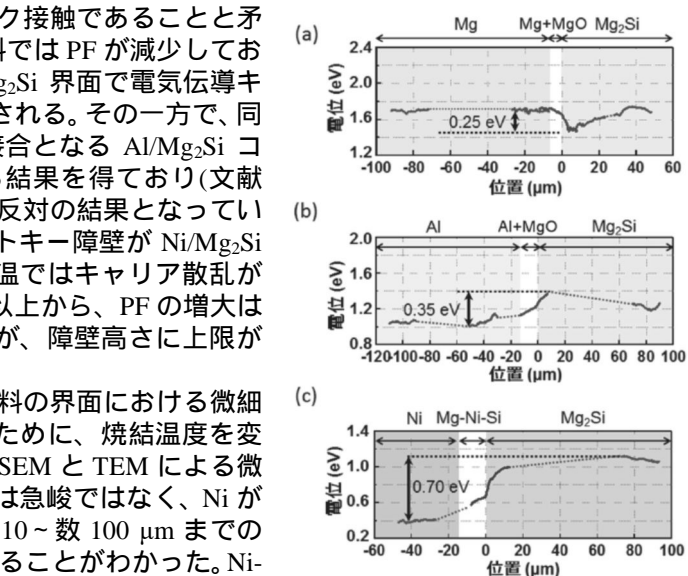 ク接触であることと矛
料では PF が減少してお
g₂Si 界面で電気伝導キ
される。その一方で、同
接合となる Al/Mg₂Si コ
る結果を得ており(文献
反対の結果となってい
トキー障壁が Ni/Mg₂Si
温ではキャリア散乱が
以上から、PF の増大は
が、障壁高さに上限が
料の界面における微細
ために、焼結温度を変
SEM と TEM による微
は急峻ではなく、Ni が
10～数 100 μm までの
ることがわかった。Ni-
(a)
Mg Mg+MgO Mg₂Si
電位 (eV)
2.4
2.0
1.6
1.2
0.25 eV
-100 -80 -60 -40 -20 0 20 40 60
位置 (μm)
(b)
Al Al+MgO Mg₂Si
電位 (eV)
2.0
1.6
1.2
0.8
0.35 eV
-120-100 -80 -60 -40 -20 0 20 40 60 80 100
位置 (μm)
(c)
Ni Mg-Ni-Si Mg₂Si
電位 (eV)
1.4
1.0
0.6
0.2
0.70 eV
-60 -40 -20 0 20 40 60 80 100
位置 (μm)